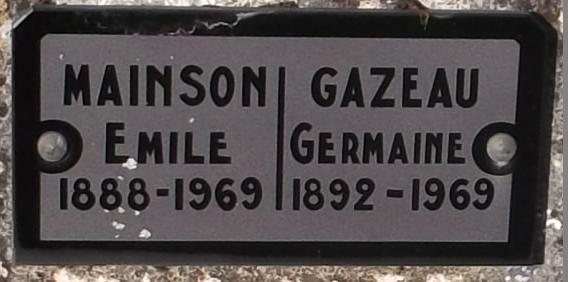 MAINSON
EMILE
1888-1969
GAZEAU
GERMAINE
1892-1969